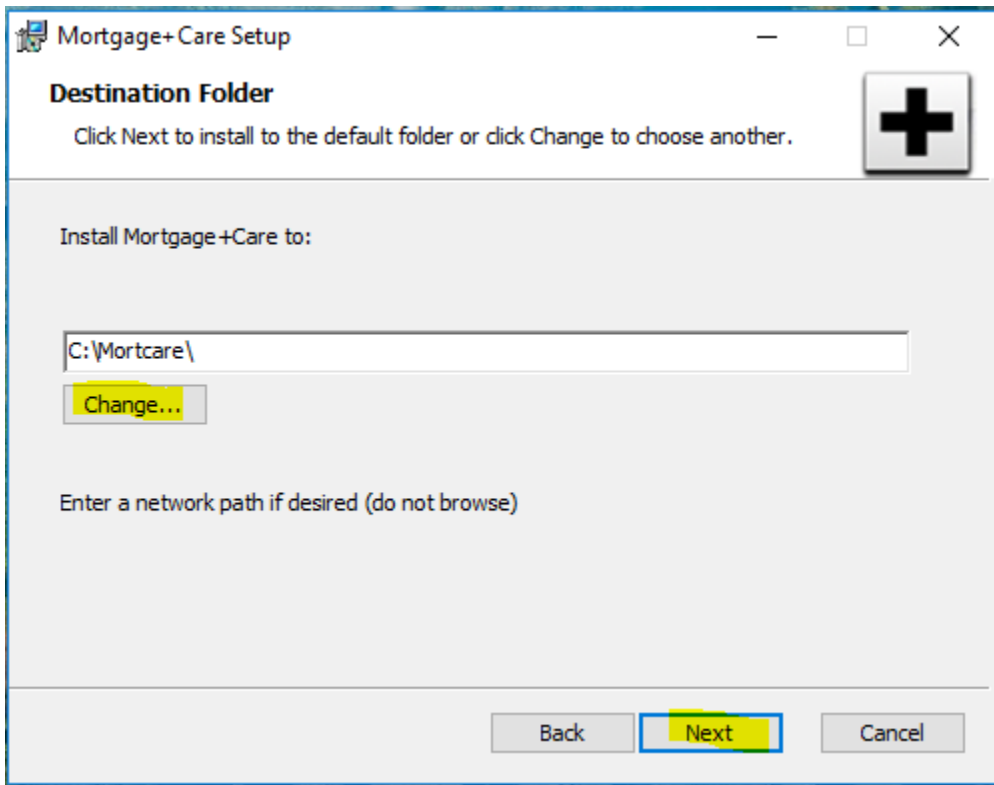 Mortgage+Care Setup
Destination Folder
Click Next to install to the default folder or click Change to choose another.
Install Mortgage+Care to:
C:\Mortcare\
Change...
Enter a network path if desired (do not browse)
Back
Next
Cancel